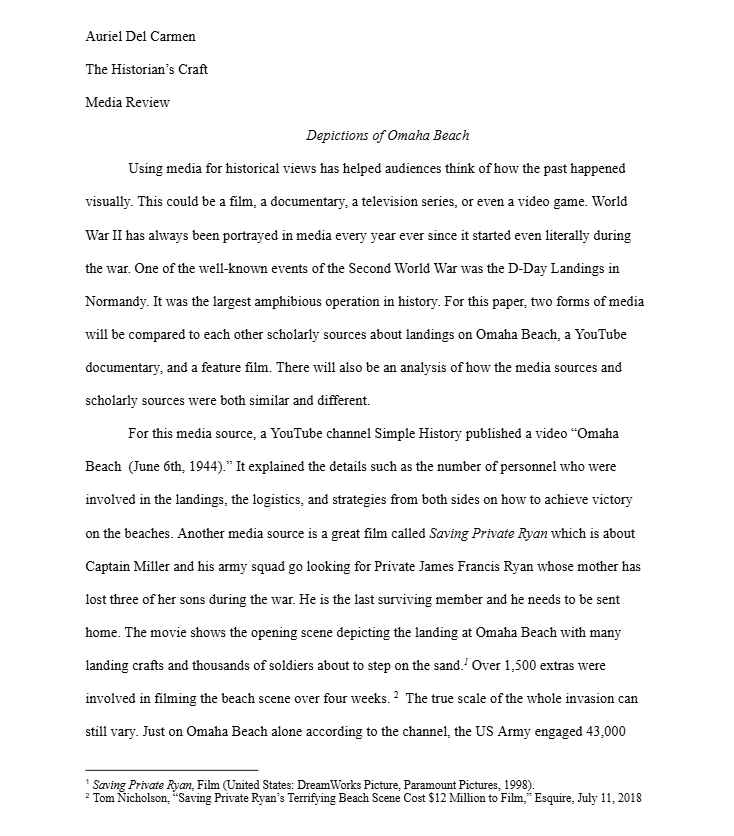 Auriel Del Carmen
The Historian’s Craft
Media Review
Depictions of Omaha Beach
Using media for historical views has helped audiences think of how the past happened
visually. This could be a film, a documentary, a television series, or even a video game. World
War II has always been portrayed in media every year ever since it started even literally during
the war. One of the well-known events of the Second World War was the D-Day Landings in
Normandy. It was the largest amphibious operation in history. For this paper, two forms of media
will be compared to each other scholarly sources about landings on Omaha Beach, a YouTube
documentary, and a feature film. There will also be an analysis of how the media sources and
scholarly sources were both similar and different.
For this media source, a YouTube channel Simple History published a video “Omaha
Beach (June 6th, 1944).” It explained the details such as the number of personnel who were
involved in the landings, the logistics, and strategies from both sides on how to achieve victory
on the beaches. Another media source is a great film called Saving Private Ryan which is about
Captain Miller and his army squad go looking for Private James Francis Ryan whose mother has
lost three of her sons during the war. He is the last surviving member and he needs to be sent
home. The movie shows the opening scene depicting the landing at Omaha Beach with many
landing crafts and thousands of soldiers about to step on the sand.1 Over 1,500 extras were
involved in filming the beach scene over four weeks. 2 The true scale of the whole invasion can
still vary. Just on Omaha Beach alone according to the channel, the US Army engaged 43,000
1 Saving Private Ryan, Film (United States: DreamWorks Picture, Paramount Pictures, 1998).
2 Tom Nicholson, “Saving Private Ryan’s Terrifying Beach Scene Cost $12 Million to Film,” Esquire, July 11, 2018